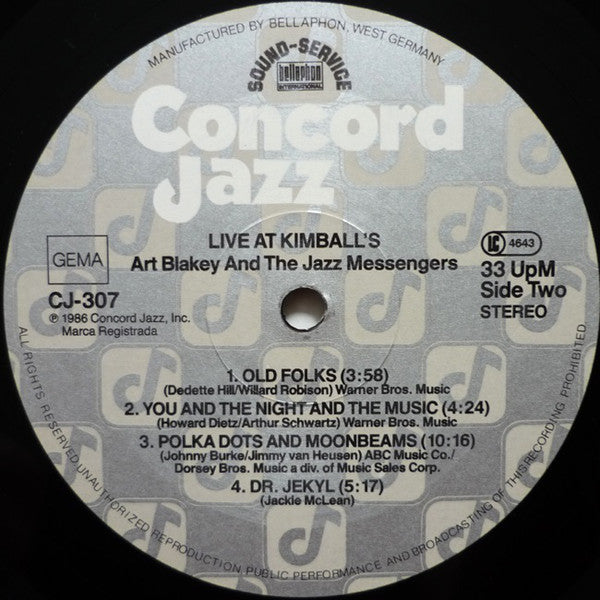 MANUFACTURED BY BELLAPHON, WEST GERMANY
SOUND-SERVICE
bellaphon
INTERNATIONAL
Concord
Jazz
LIVE AT KIMBALL'S
Art Blakey And The Jazz Messengers
GEMA
LC 4643
CJ-307
33 UpM
Side Two
STEREO
℗ 1986 Concord Jazz, Inc.
Marca Registrada
1. OLD FOLKS (3:58)
(Dedette Hill/Willard Robison) Warner Bros. Music
2. YOU AND THE NIGHT AND THE MUSIC (4:24)
(Howard Dietz/Arthur Schwartz) Warner Bros. Music
3. POLKA DOTS AND MOONBEAMS (10:16)
(Johnny Burke/Jimmy van Heusen) ABC Music Co./
Dorsey Bros. Music a div. of Music Sales Corp.
4. DR. JEKYL (5:17)
(Jackie McLean)
ALL RIGHTS RESERVED UNAUTHORIZED REPRODUCTION, PUBLIC PERFORMANCE AND BROADCASTING OF THIS RECORDING PROHIBITED.